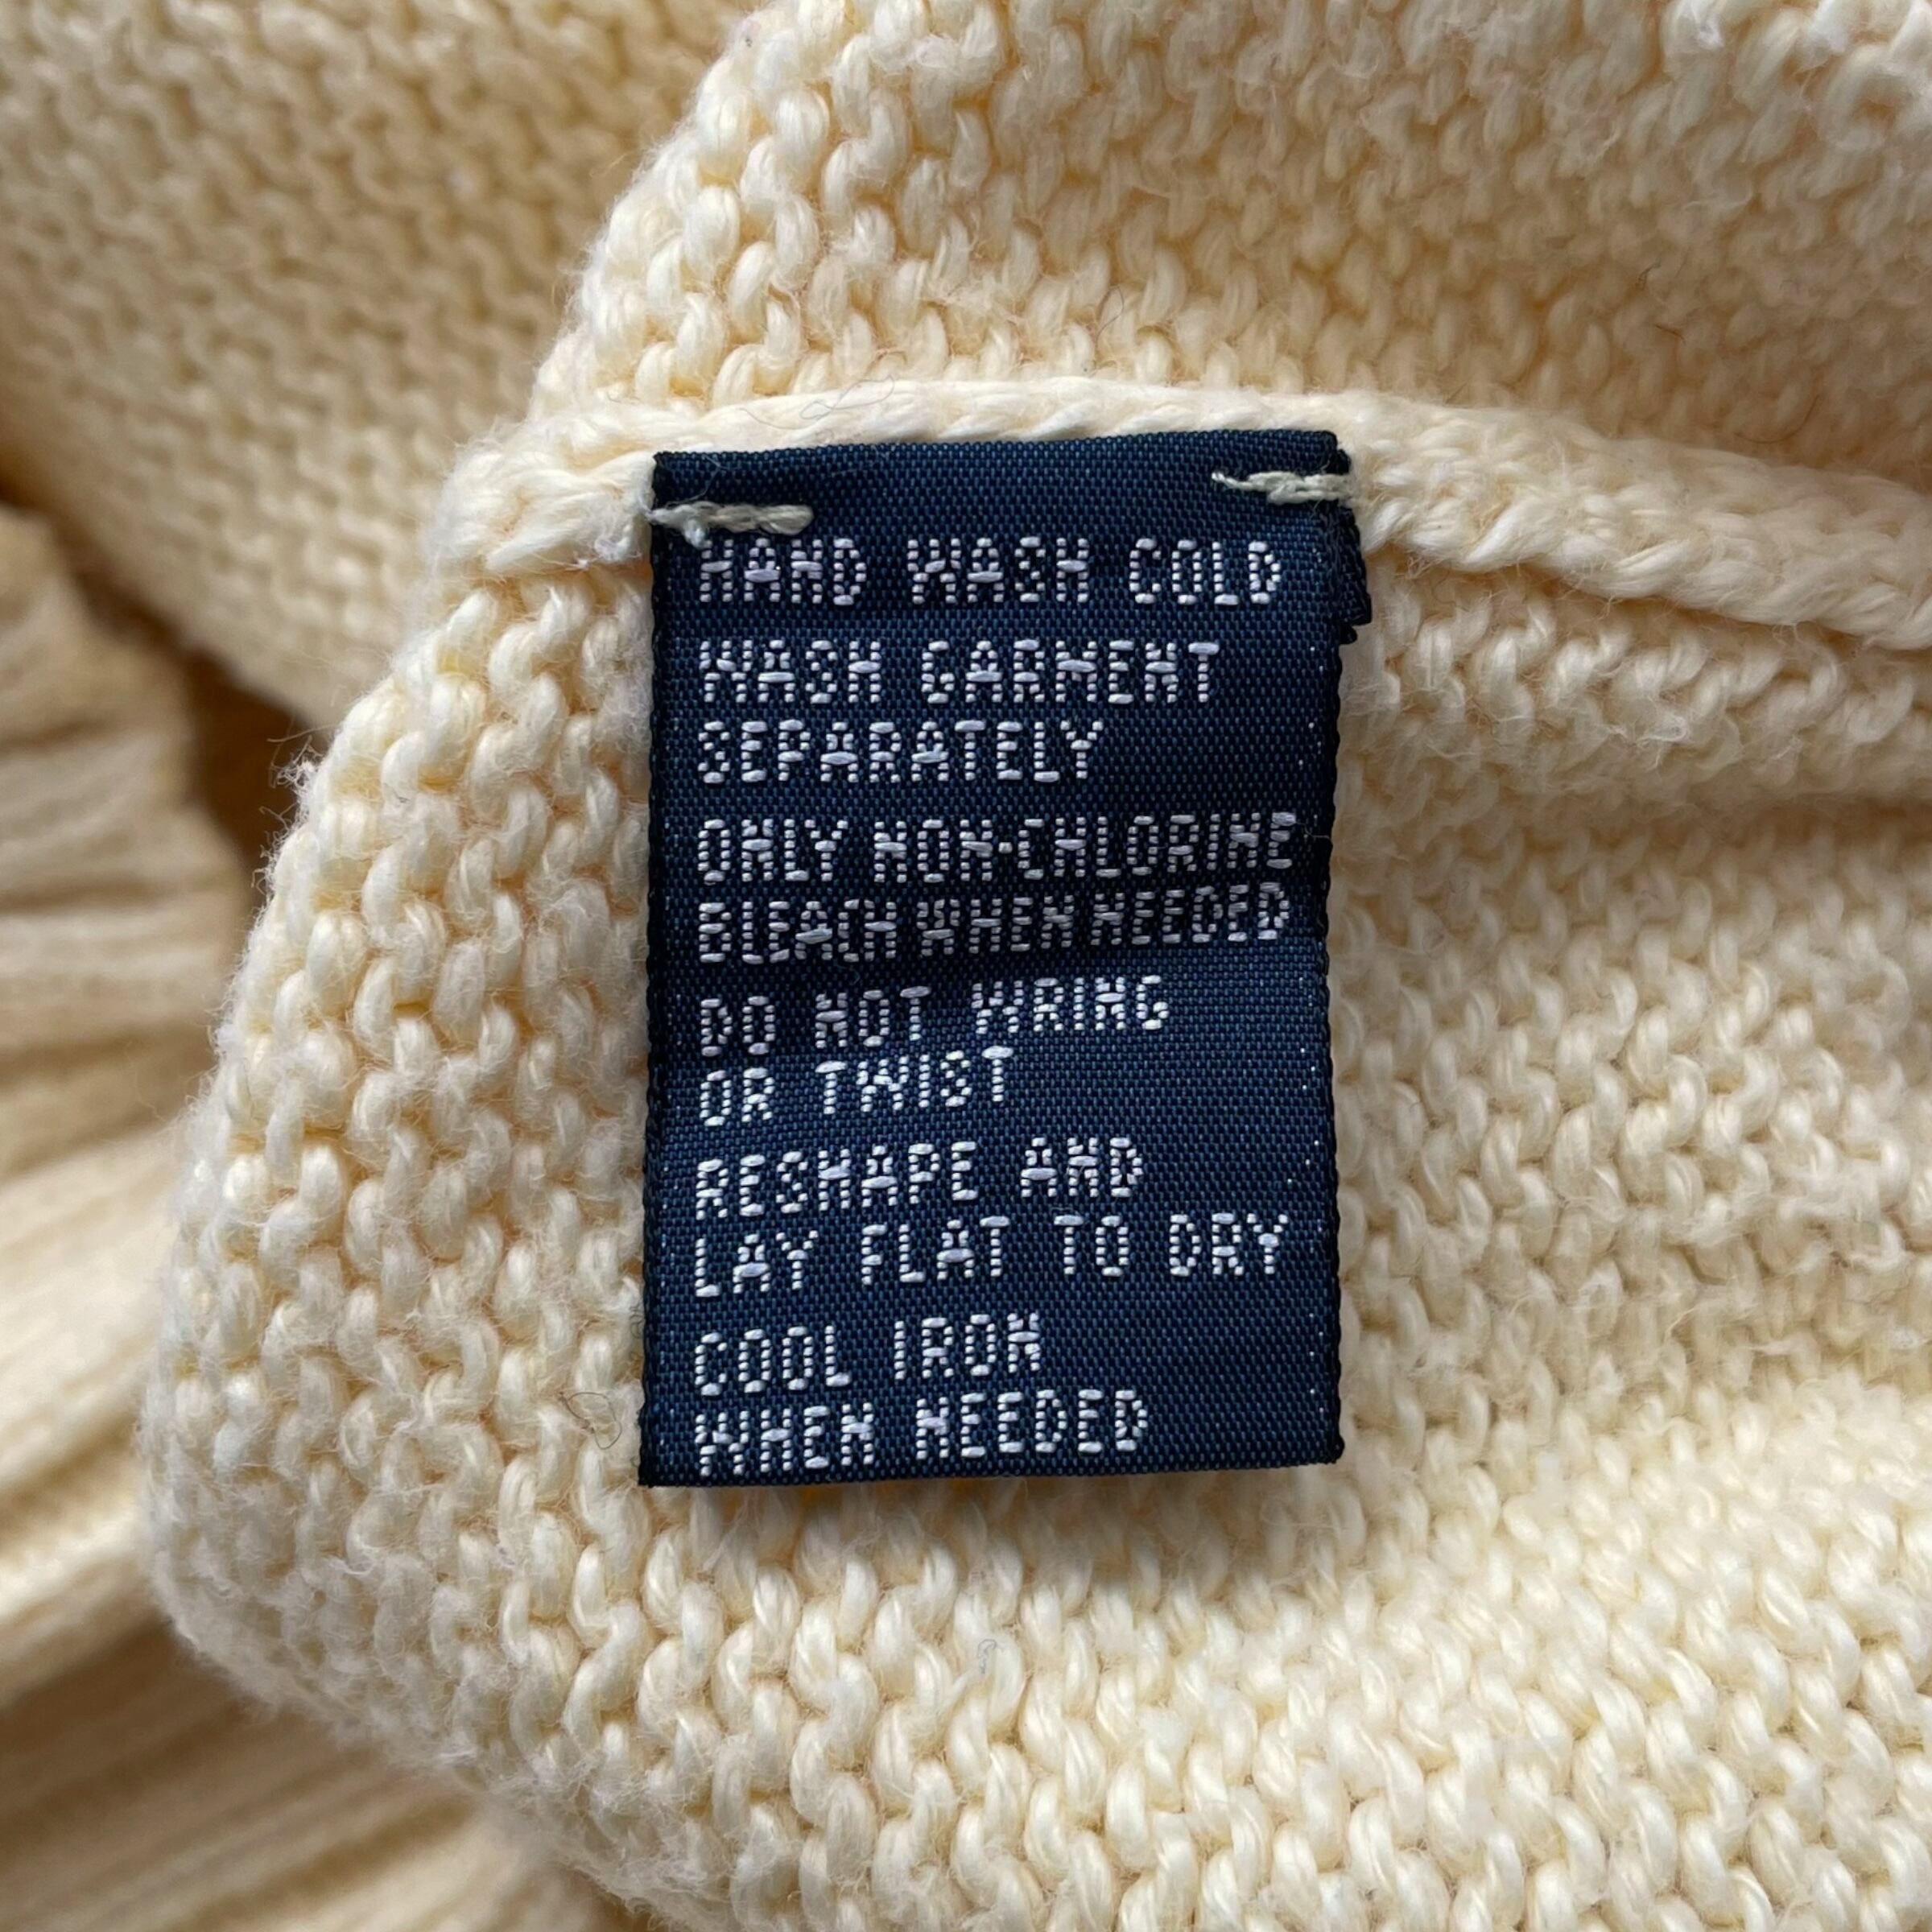 HAND WASH COLD
WASH GARMENT
SEPARATELY
ONLY NON-CHLORINE
BLEACH WHEN NEEDED
DO NOT WRING
OR TWIST
RESHAPE AND
LAY FLAT TO DRY
COOL IRON
WHEN NEEDED